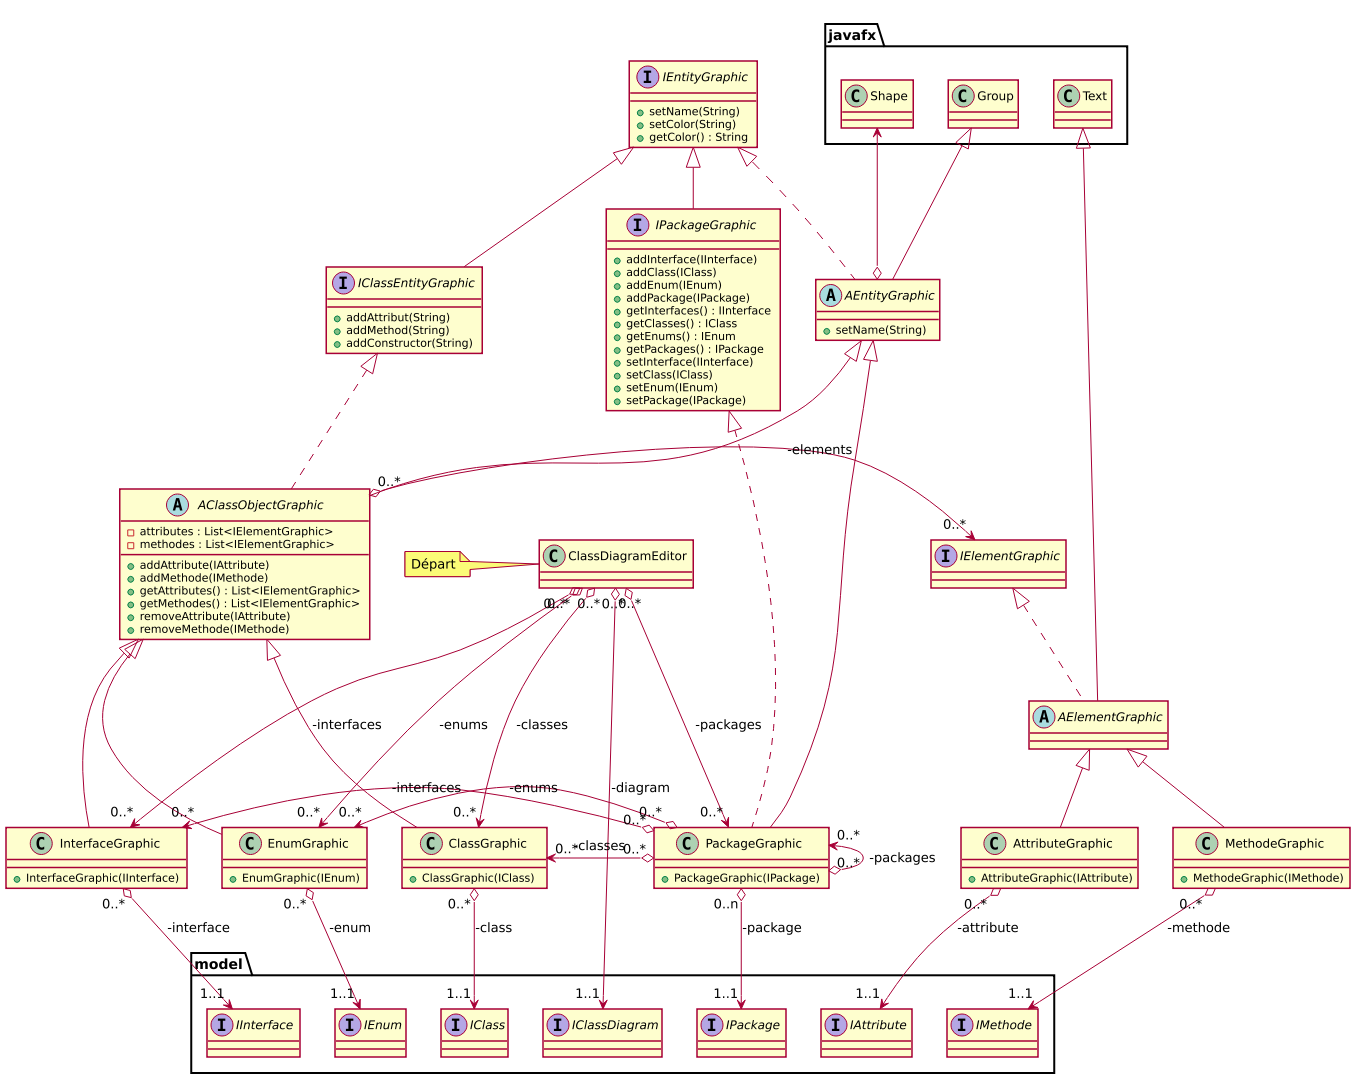 javafx
I IEntityGraphic
setName(String)
setColor(String)
getColor() : String
C Shape
C Group
C Text
I IPackageGraphic
addInterface(IInterface)
addClass(IClass)
addEnum(IEnum)
addPackage(IPackage)
getInterfaces() : IInterface
getClasses() : IClass
getEnums() : IEnum
getPackages() : IPackage
setInterface(IInterface)
setClass(IClass)
setEnum(IEnum)
setPackage(IPackage)
I IClassEntityGraphic
addAttribut(String)
addMethod(String)
addConstructor(String)
A AEntityGraphic
setName(String)
-elements
0..*
0..*
A AClassObjectGraphic
attributes : List<IElementGraphic>
methodes : List<IElementGraphic>
addAttribute(IAttribute)
addMethode(IMethode)
getAttributes() : List<IElementGraphic>
getMethodes() : List<IElementGraphic>
removeAttribute(IAttribute)
removeMethode(IMethode)
Départ
C ClassDiagramEditor
I IElementGraphic
0..*
0..*
0..*
0..*
0..*
-interfaces
-enums
-classes
-packages
A AElementGraphic
-interfaces
-enums
-diagram
0..*
0..*
0..*
0..*
0..*
0..*
0..*
0..*
C InterfaceGraphic
InterfaceGraphic(IInterface)
C EnumGraphic
EnumGraphic(IEnum)
C ClassGraphic
ClassGraphic(IClass)
0..*
-classes
0..*
C PackageGraphic
PackageGraphic(IPackage)
0..*
0..*
-packages
C AttributeGraphic
AttributeGraphic(IAttribute)
C MethodeGraphic
MethodeGraphic(IMethode)
0..*
0..*
0..*
0..n
0..*
0..*
-interface
-enum
-class
-package
-attribute
-methode
model
1..1
1..1
1..1
1..1
1..1
1..1
1..1
I IInterface
I IEnum
I IClass
I IClassDiagram
I IPackage
I IAttribute
I IMethode